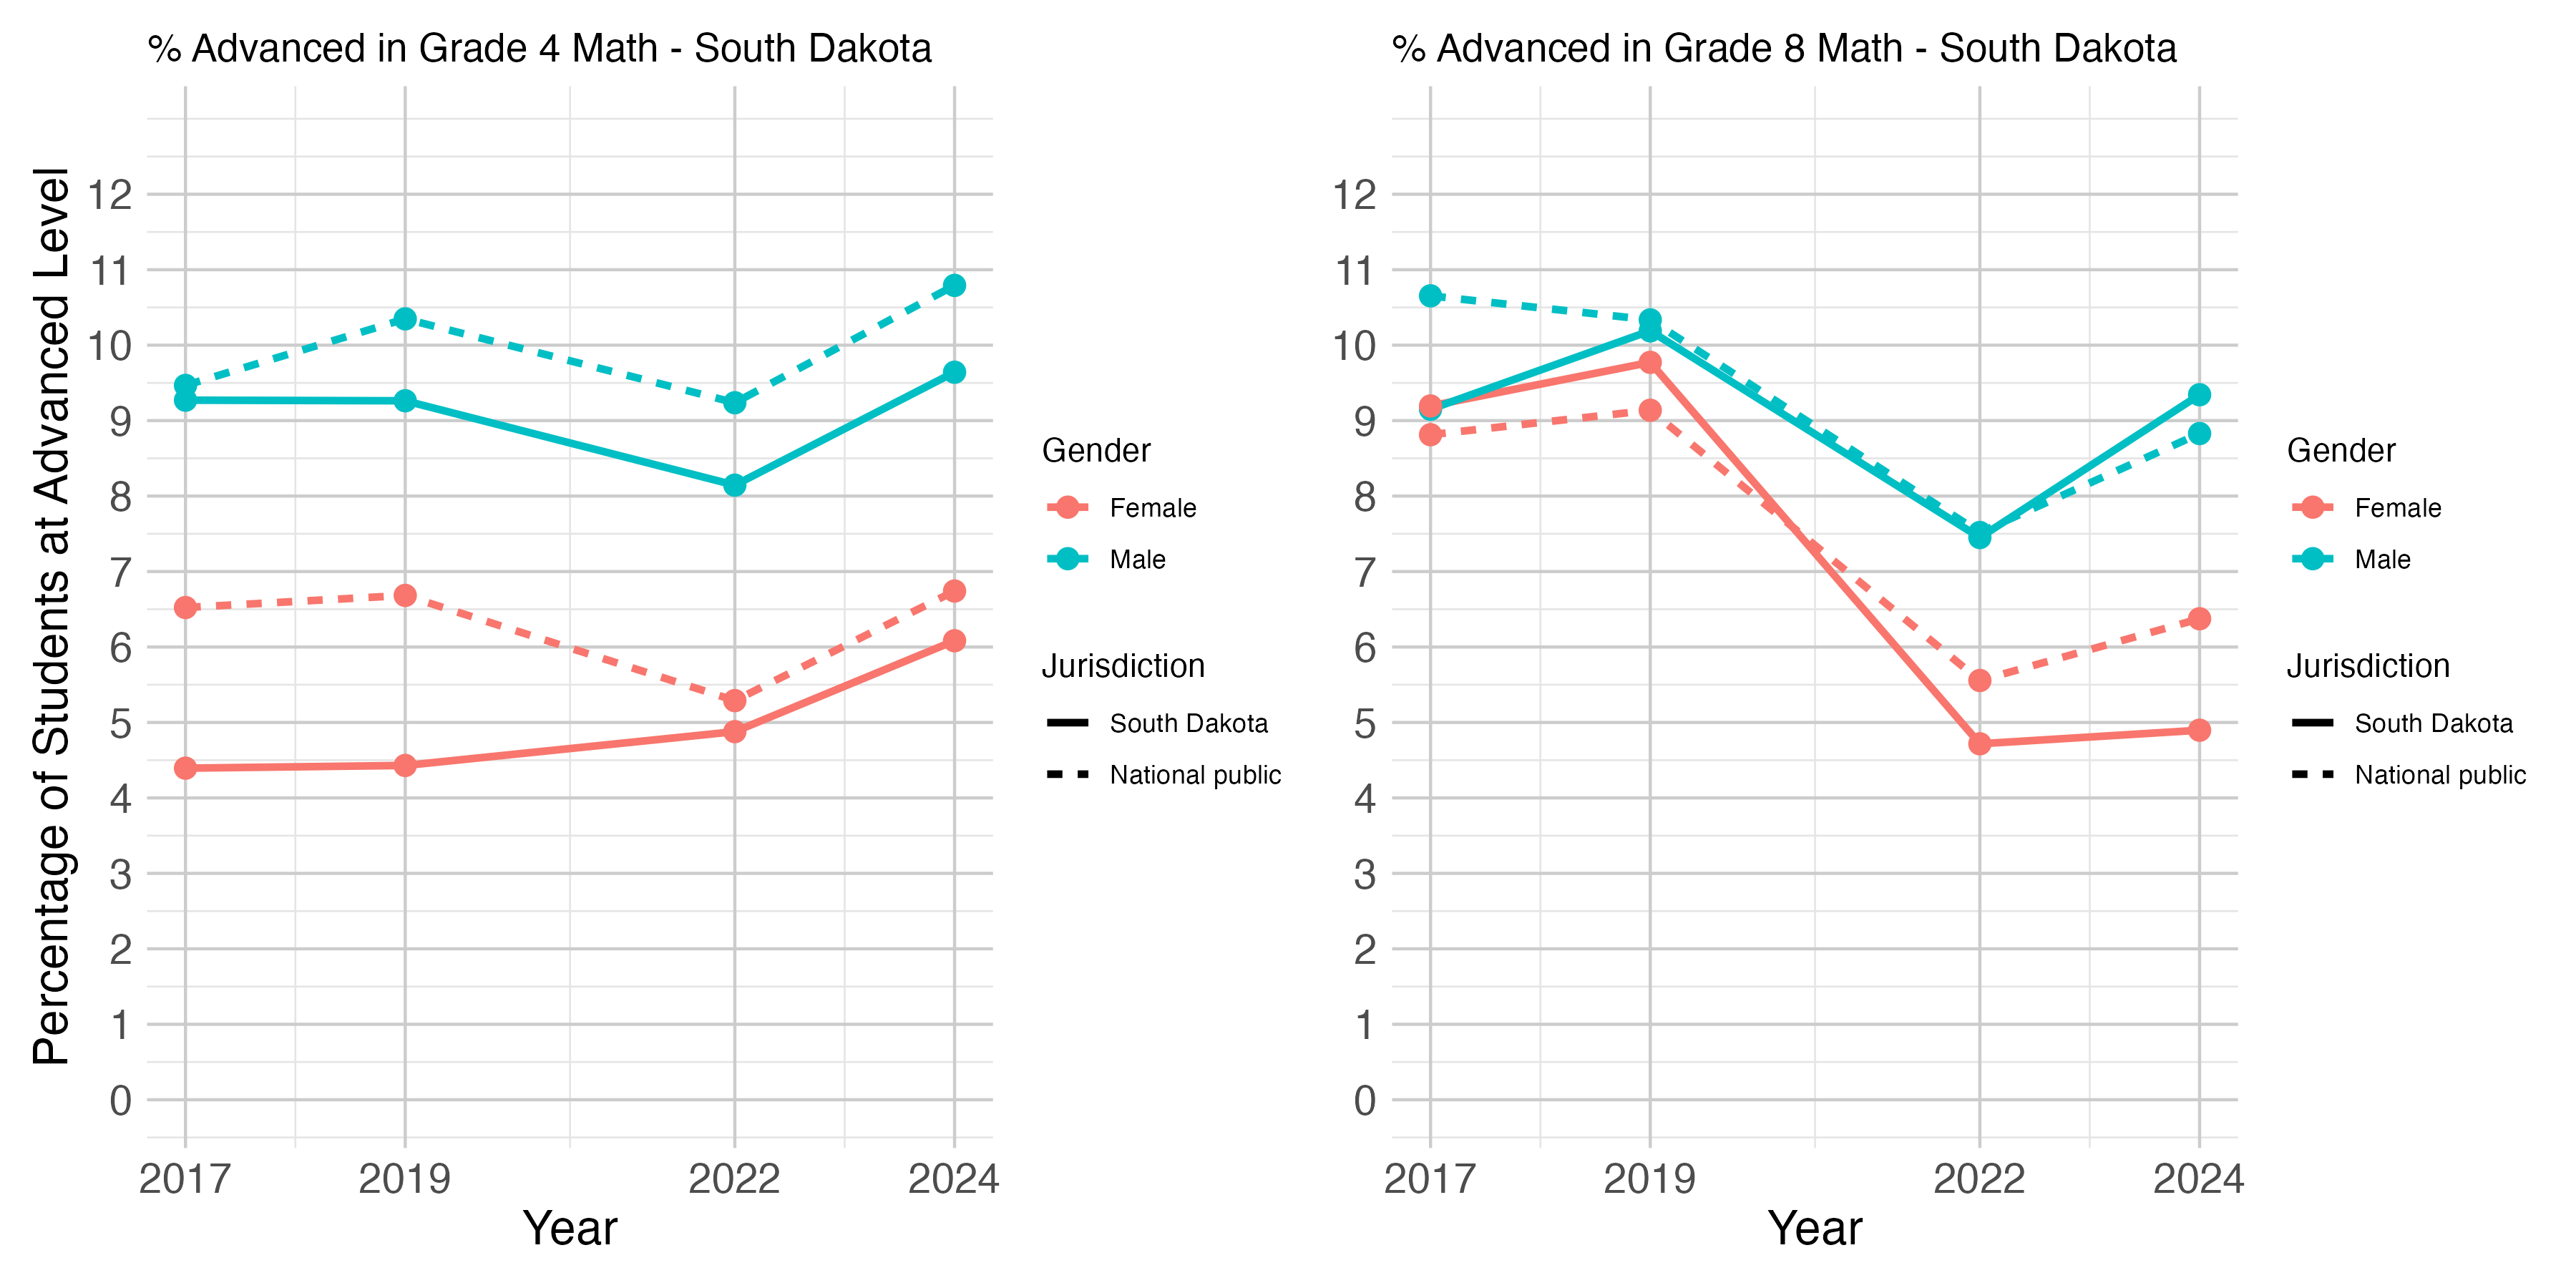 % Advanced in Grade 4 Math - South Dakota
Percentage of Students at Advanced Level
12
11
10
9
8
7
6
5
4
3
2
1
0
2017 2019 2022 2024
Year
Gender
Female
Male
Jurisdiction
South Dakota
National public
% Advanced in Grade 8 Math - South Dakota
12
11
10
9
8
7
6
5
4
3
2
1
0
2017 2019 2022 2024
Year
Gender
Female
Male
Jurisdiction
South Dakota
National public